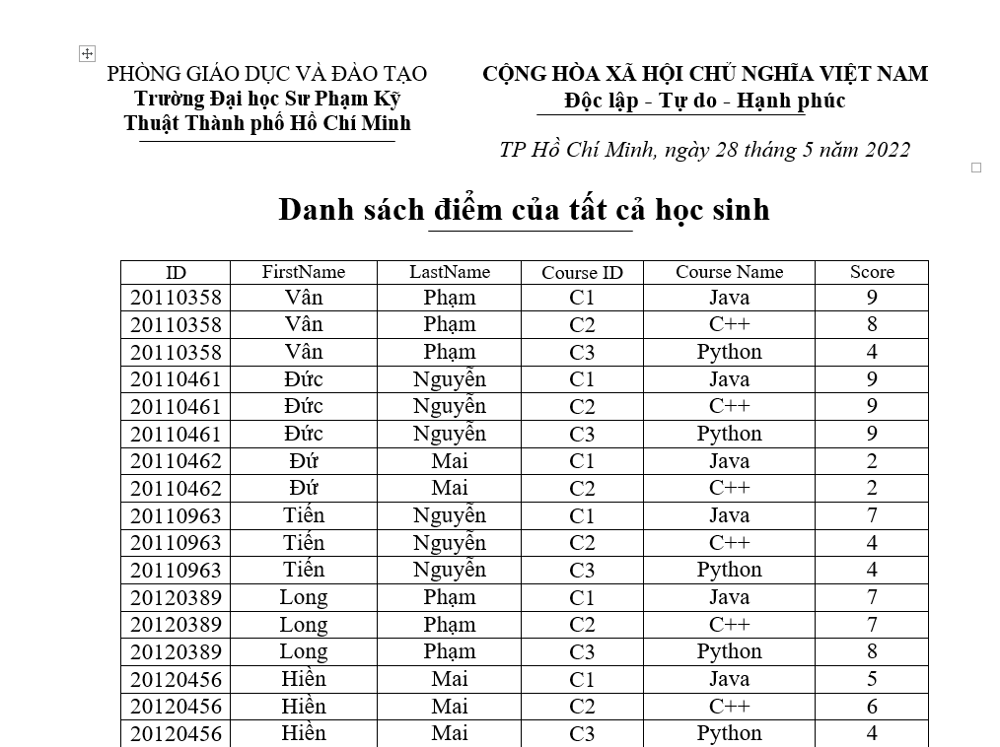 PHÒNG GIÁO DỤC VÀ ĐÀO TẠO
Trường Đại học Sư Phạm Kỹ
Thuật Thành phố Hồ Chí Minh
CỘNG HÒA XÃ HỘI CHỦ NGHĨA VIỆT NAM
Độc lập - Tự do - Hạnh phúc
TP Hồ Chí Minh, ngày 28 tháng 5 năm 2022
Danh sách điểm của tất cả học sinh
ID FirstName LastName Course ID Course Name Score
20110358 Vân Phạm C1 Java 9
20110358 Vân Phạm C2 C++ 8
20110358 Vân Phạm C3 Python 4
20110461 Đức Nguyễn C1 Java 9
20110461 Đức Nguyễn C2 C++ 9
20110461 Đức Nguyễn C3 Python 9
20110462 Đứ Mai C1 Java 2
20110462 Đứ Mai C2 C++ 2
20110963 Tiến Nguyễn C1 Java 7
20110963 Tiến Nguyễn C2 C++ 4
20110963 Tiến Nguyễn C3 Python 4
20120389 Long Phạm C1 Java 7
20120389 Long Phạm C2 C++ 7
20120389 Long Phạm C3 Python 8
20120456 Hiền Mai C1 Java 5
20120456 Hiền Mai C2 C++ 6
20120456 Hiền Mai C3 Python 4